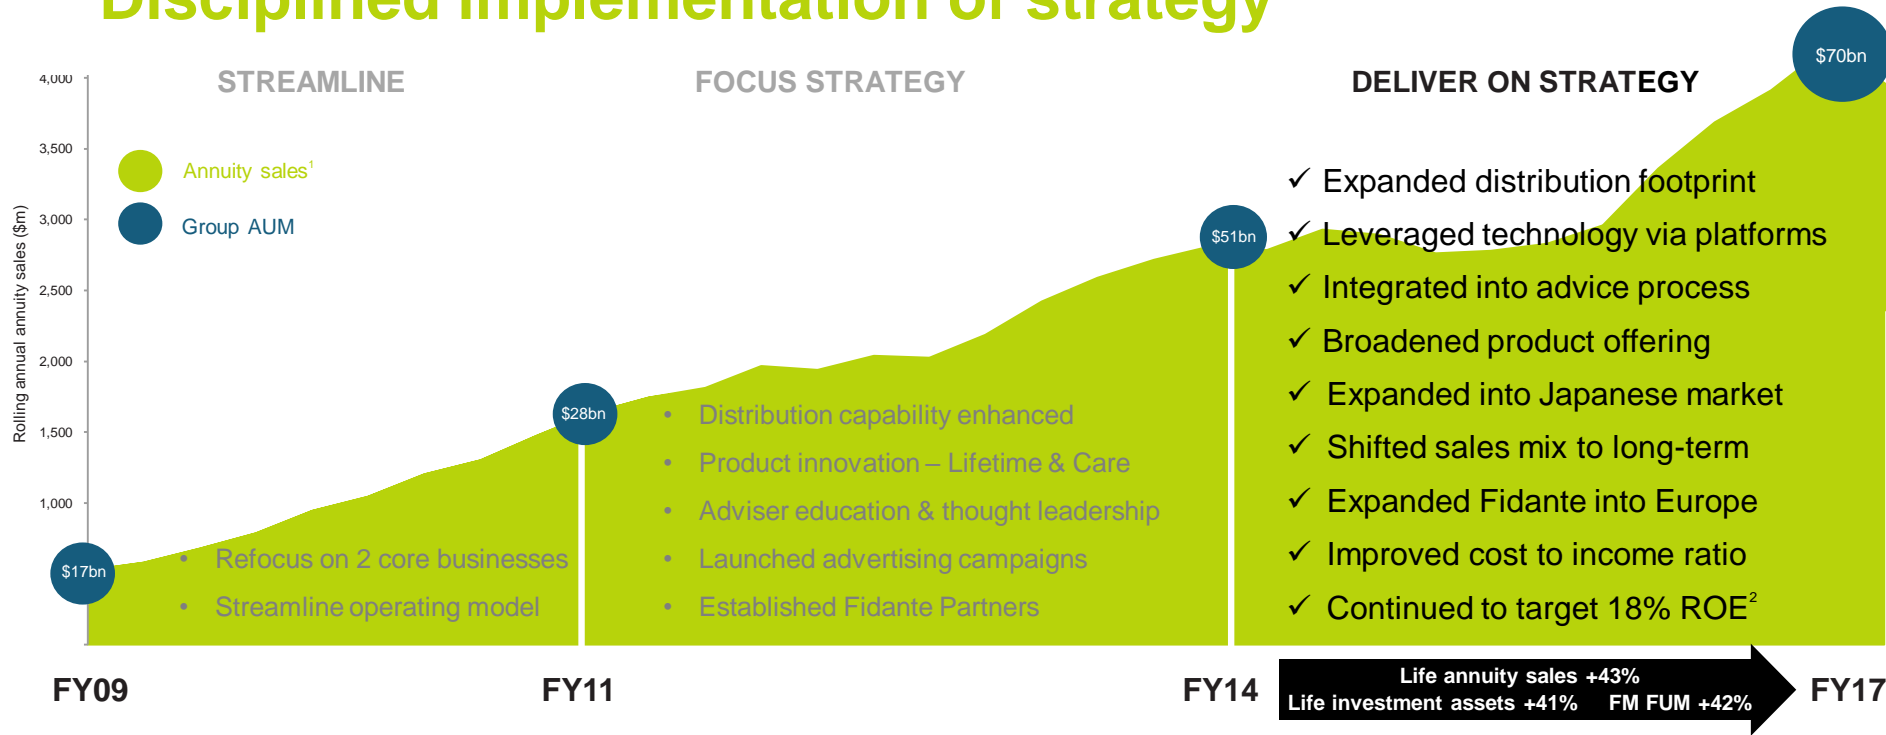 Disciplined implementation of strategy
STREAMLINE
FOCUS STRATEGY
DELIVER ON STRATEGY
$70bn
4,000
3,500
3,000
2,500
2,000
1,500
1,000
Rolling annual annuity sales ($m)
Annuity sales¹
Group AUM
$17bn
$28bn
$51bn
• Refocus on 2 core businesses
• Streamline operating model
• Distribution capability enhanced
• Product innovation – Lifetime & Care
• Adviser education & thought leadership
• Launched advertising campaigns
• Established Fidante Partners
✓ Expanded distribution footprint
✓ Leveraged technology via platforms
✓ Integrated into advice process
✓ Broadened product offering
✓ Expanded into Japanese market
✓ Shifted sales mix to long-term
✓ Expanded Fidante into Europe
✓ Improved cost to income ratio
✓ Continued to target 18% ROE²
FY09
FY11
FY14
Life annuity sales +43%
Life investment assets +41% FM FUM +42%
FY17